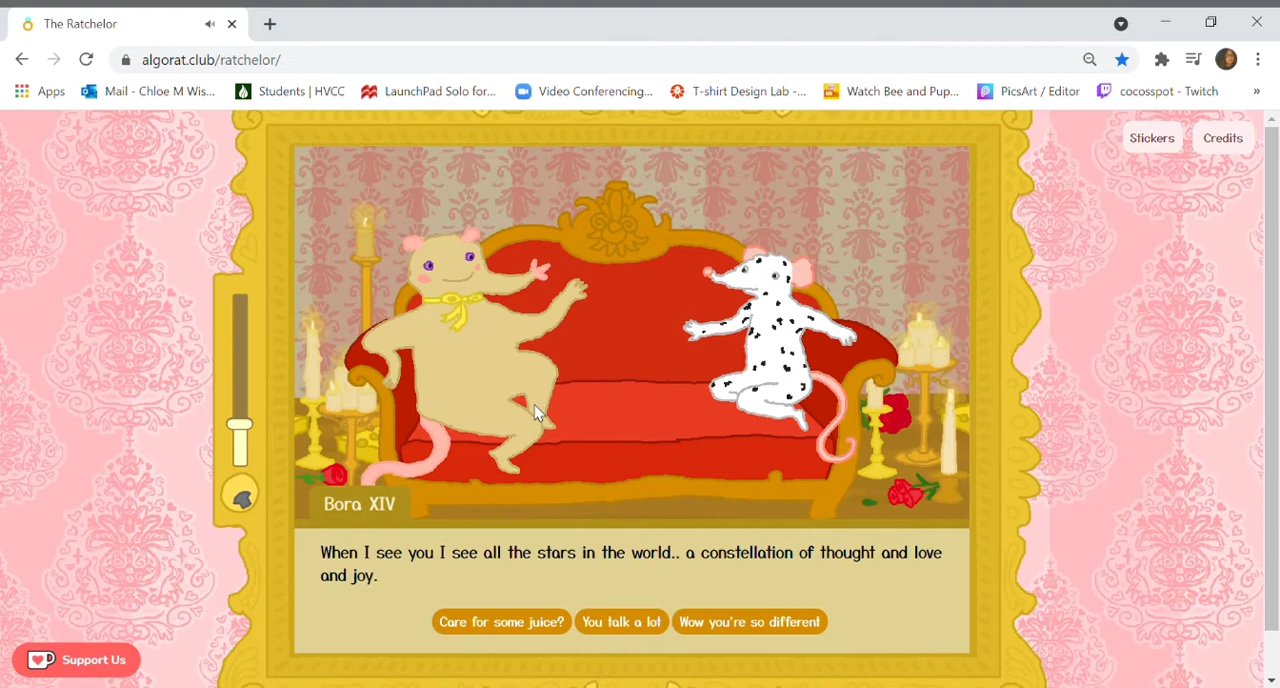 The Ratchelor
algorat.club/ratchelor/
Apps Mail - Chloe M Wis... Students | HVCC LaunchPad Solo for... Video Conferencing... T-shirt Design Lab -... Watch Bee and Pup... PicsArt / Editor cocosspot - Twitch »
Stickers Credits
Bora XIV
When I see you I see all the stars in the world.. a constellation of thought and love
and joy.
Care for some juice? You talk a lot Wow you're so different
Support Us